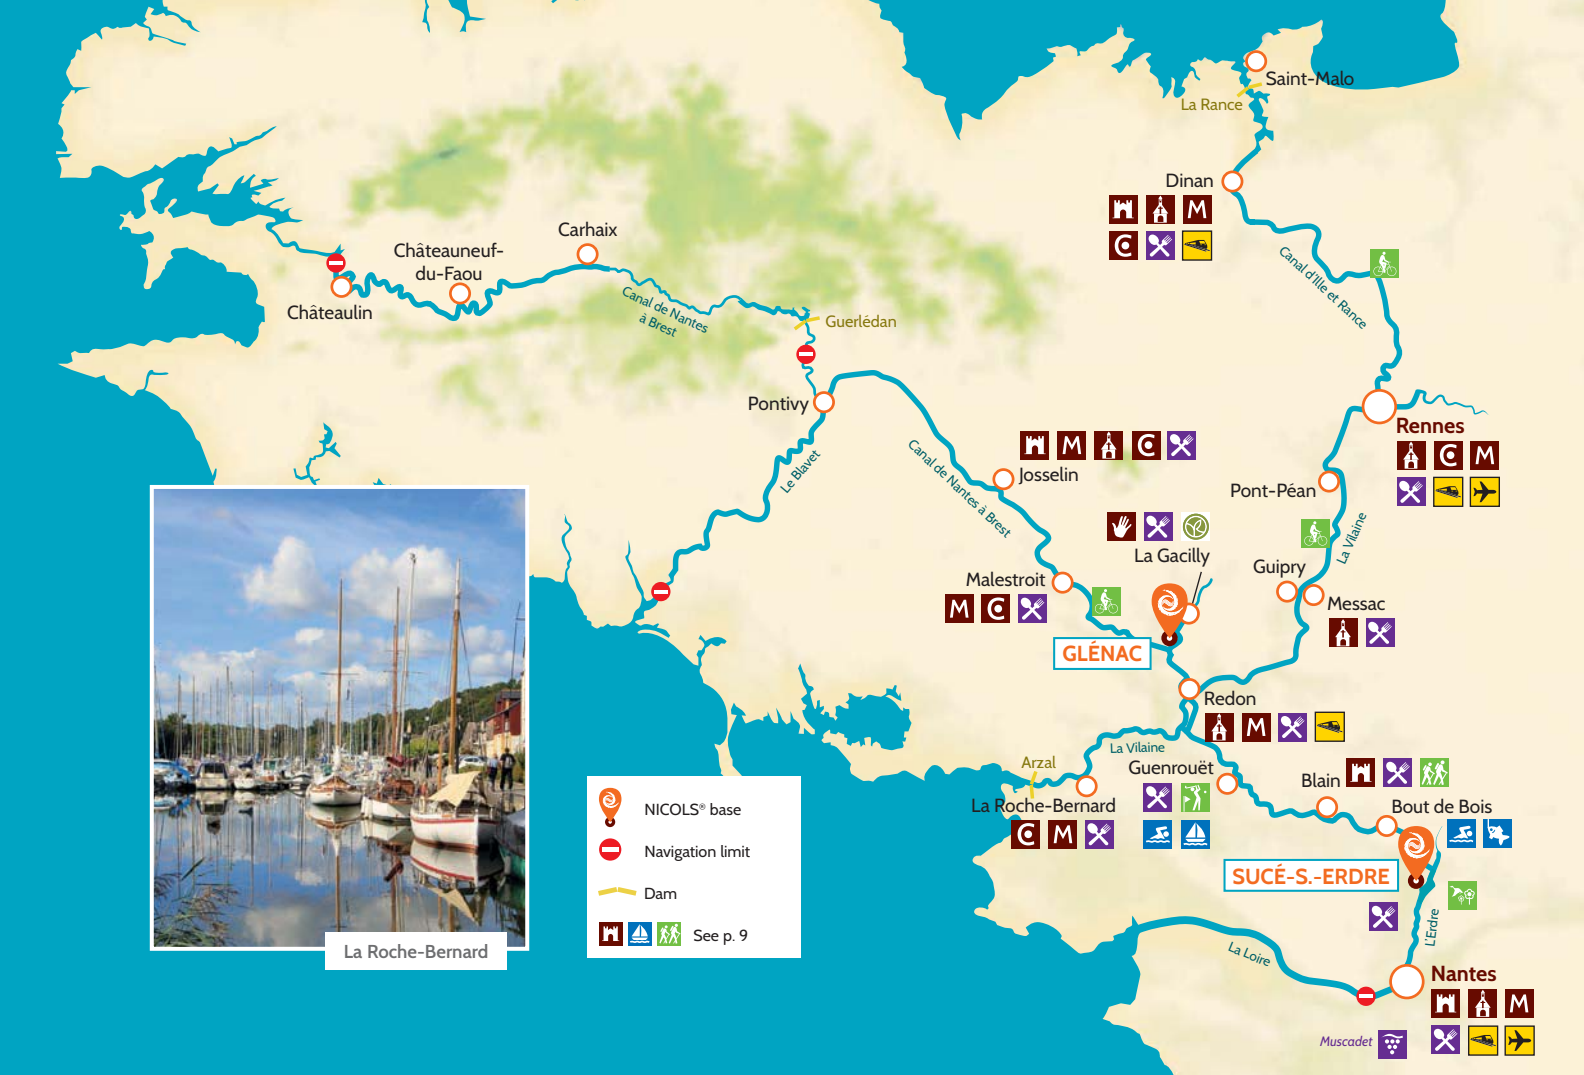 Saint-Malo
La Rance
Dinan
M
Canal d'Ille et Rance
Carhaix
Châteauneuf-
du-Faou
Châteaulin
Canal de Nantes
à Brest
Guerlédan
Pontivy
Le Blavet
Canal de Nantes à Brest
M
Josselin
Rennes
M
Pont-Péan
La Vilaine
La Gacilly
Guipry
Messac
Malestroit
M
GLÉNAC
Redon
M
La Vilaine
Arzal
Guenrouët
La Roche-Bernard
M
Blain
Bout de Bois
SUCÉ-S.-ERDRE
L'Erdre
La Loire
Nantes
M
Muscadet
NICOLS® base
Navigation limit
Dam
See p. 9
La Roche-Bernard